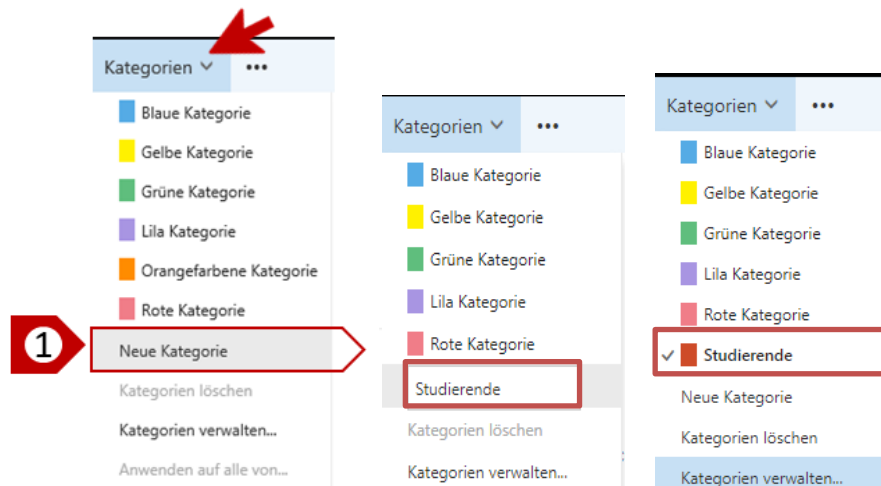 Kategorien
Blaue Kategorie
Gelbe Kategorie
Grüne Kategorie
Lila Kategorie
Orangefarbene Kategorie
Rote Kategorie
1
Neue Kategorie
Kategorien löschen
Kategorien verwalten...
Anwenden auf alle von...
Kategorien
Blaue Kategorie
Gelbe Kategorie
Grüne Kategorie
Lila Kategorie
Rote Kategorie
Studierende
Kategorien löschen
Kategorien verwalten...
Kategorien
Blaue Kategorie
Gelbe Kategorie
Grüne Kategorie
Lila Kategorie
Rote Kategorie
Studierende
Neue Kategorie
Kategorien löschen
Kategorien verwalten...